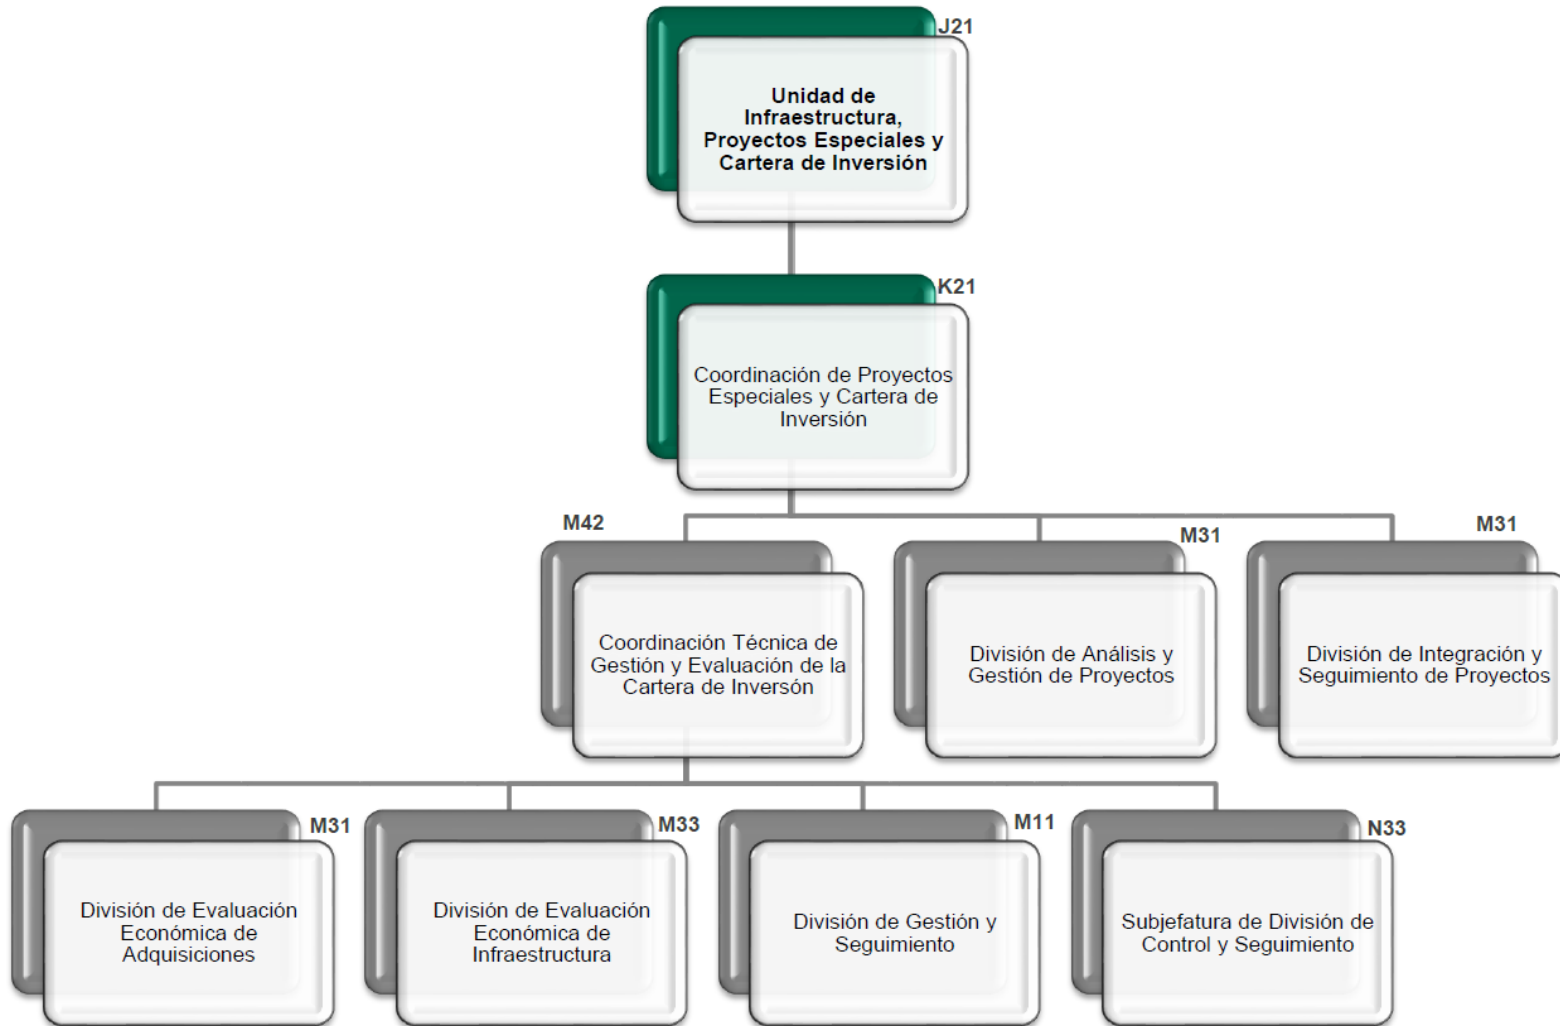 J21
Unidad de
Infraestructura,
Proyectos Especiales y
Cartera de Inversión
K21
Coordinación de Proyectos
Especiales y Cartera de
Inversión
M42
Coordinación Técnica de
Gestión y Evaluación de la
Cartera de Inversón
M31
División de Análisis y
Gestión de Proyectos
M31
División de Integración y
Seguimiento de Proyectos
M31
División de Evaluación
Económica de
Adquisiciones
M33
División de Evaluación
Económica de
Infraestructura
M11
División de Gestión y
Seguimiento
N33
Subjefatura de División de
Control y Seguimiento